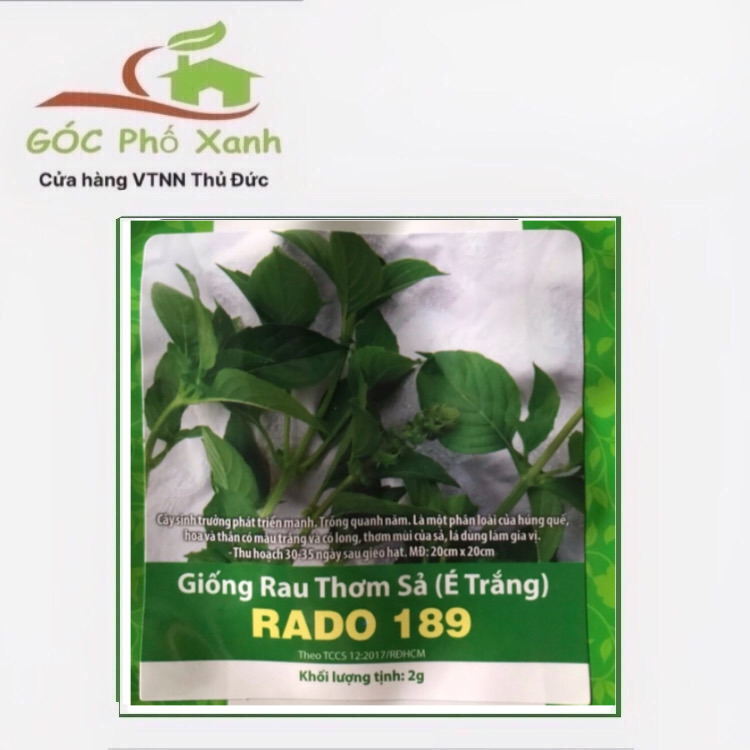 GÓC Phố Xanh
Cửa hàng VTNN Thủ Đức
Cây sinh trưởng phát triển mạnh. Trồng quanh năm. Là một phân loài của húng quế,
hoa và thân có màu trắng và có lông, thơm mùi của sả, lá dùng làm gia vị.
- Thu hoạch 30-35 ngày sau gieo hạt. MĐ: 20cm x 20cm
Giống Rau Thơm Sả (É Trắng)
RADO 189
Theo TCCS 12:2017/RĐHCM
Khối lượng tịnh: 2g